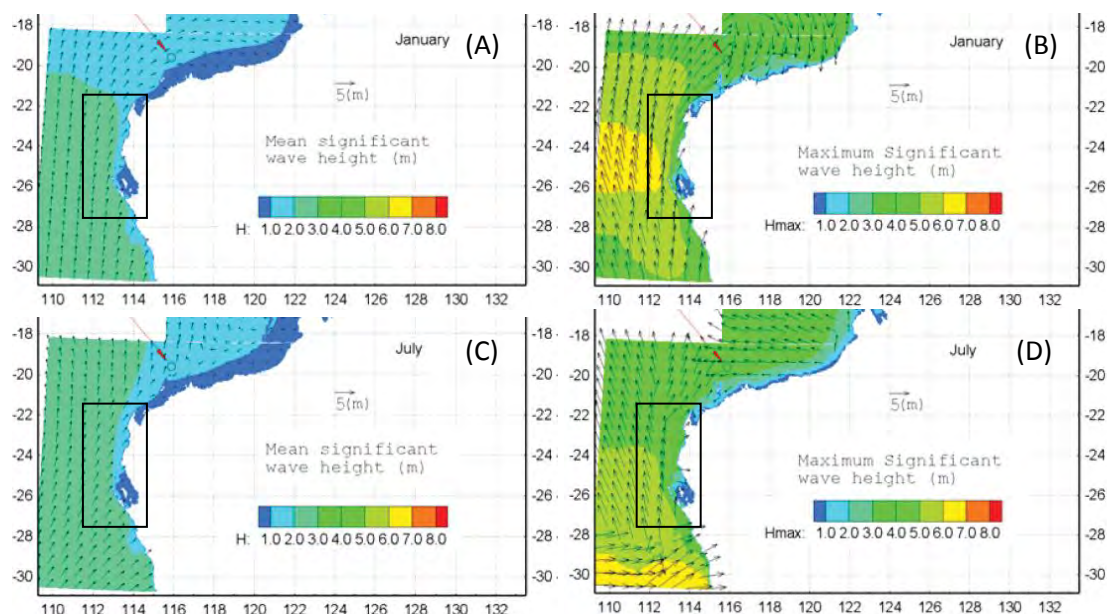 -18
January
(A)
-20
-22
5(m)
-24
Mean significant
wave height (m)
-26
-28
H: 1.0 2.0 3.0 4.0 5.0 6.0 7.0 8.0
-30
110 112 114 116 118 120 122 124 126 128 130 132
-18
January
(B)
-20
-22
5(m)
-24
Maximum Significant
wave height (m)
-26
-28
Hmax: 1.0 2.0 3.0 4.0 5.0 6.0 7.0 8.0
-30
110 112 114 116 118 120 122 124 126 128 130 132
-18
July
(C)
-20
-22
5(m)
-24
Mean significant
wave height (m)
-26
-28
H: 1.0 2.0 3.0 4.0 5.0 6.0 7.0 8.0
-30
110 112 114 116 118 120 122 124 126 128 130 132
-18
July
(D)
-20
-22
5(m)
-24
Maximum Significant
wave height (m)
-26
-28
Hmax: 1.0 2.0 3.0 4.0 5.0 6.0 7.0 8.0
-30
110 112 114 116 118 120 122 124 126 128 130 132